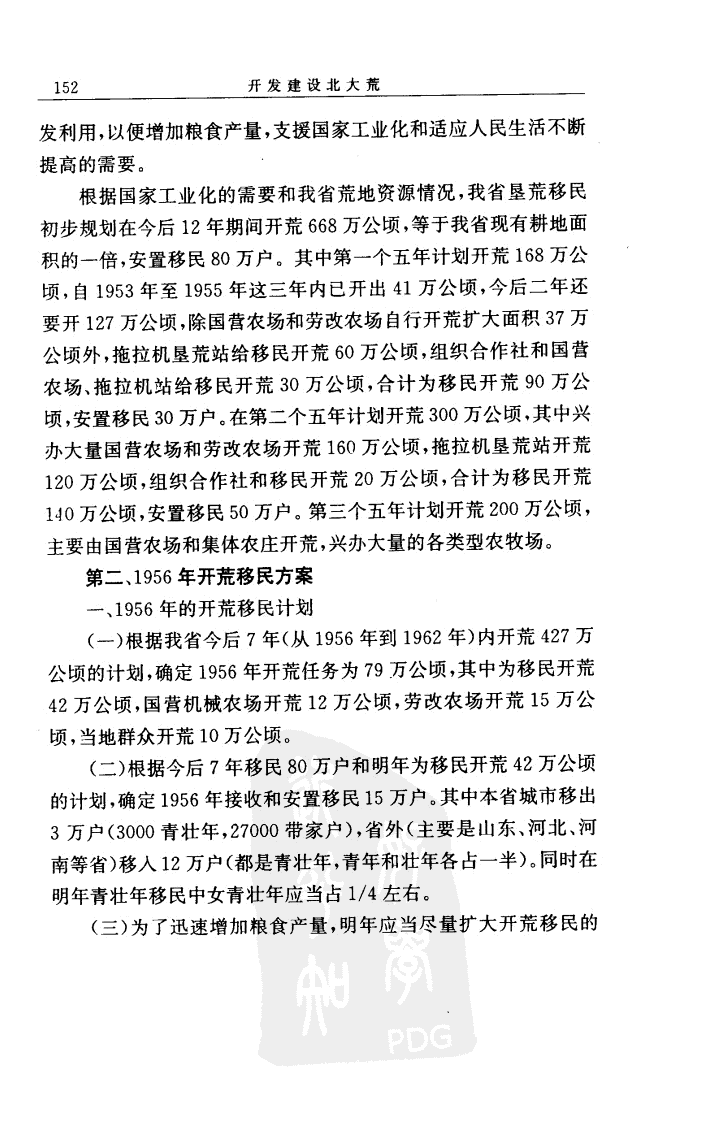 152 开发建设北大荒
发利用,以便增加粮食产量,支援国家工业化和适应人民生活不断
提高的需要。
根据国家工业化的需要和我省荒地资源情况,我省垦荒移民
初步规划在今后 12 年期间开荒 668 万公顷,等于我省现有耕地面
积的一倍,安置移民 80 万户。其中第一个五年计划开荒 168 万公
顷,自 1953 年至 1955 年这三年内已开出 41 万公顷,今后二年还
要开 127 万公顷,除国营农场和劳改农场自行开荒扩大面积 37 万
公顷外,拖拉机垦荒站给移民开荒 60 万公顷,组织合作社和国营
农场、拖拉机站给移民开荒 30 万公顷,合计为移民开荒 90 万公
顷,安置移民 30 万户。在第二个五年计划开荒 300 万公顷,其中兴
办大量国营农场和劳改农场开荒 160 万公顷,拖拉机垦荒站开荒
120 万公顷,组织合作社和移民开荒 20 万公顷,合计为移民开荒
140 万公顷,安置移民 50 万户。第三个五年计划开荒 200 万公顷,
主要由国营农场和集体农庄开荒,兴办大量的各类型农牧场。
第二、1956 年开荒移民方案
一、1956 年的开荒移民计划
(一)根据我省今后 7 年(从 1956 年到 1962 年)内开荒 427 万
公顷的计划,确定 1956 年开荒任务为 79 万公顷,其中为移民开荒
42 万公顷,国营机械农场开荒 12 万公顷,劳改农场开荒 15 万公
顷,当地群众开荒 10 万公顷。
(二)根据今后 7 年移民 80 万户和明年为移民开荒 42 万公顷
的计划,确定 1956 年接收和安置移民 15 万户。其中本省城市移出
3 万户(3000 青壮年,27000 带家户),省外(主要是山东、河北、河
南等省)移人 12 万户(都是青壮年,青年和壮年各占一半)。同时在
明年青壮年移民中女青壮年应当占 1/4 左右。
(三)为了迅速增加粮食产量,明年应当尽量扩大开荒移民的
PDG